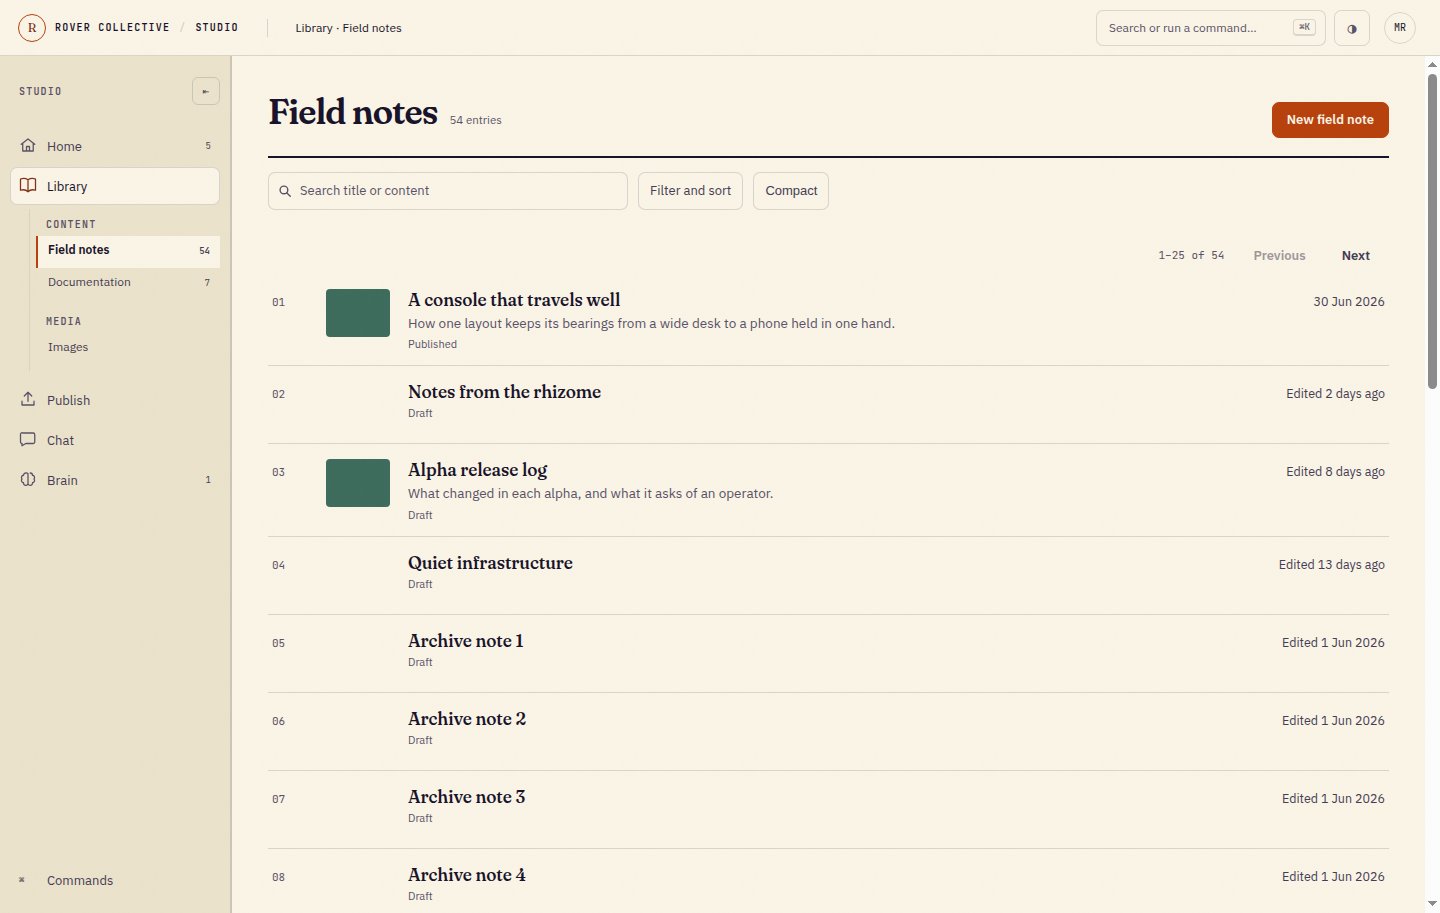 R ROVER COLLECTIVE / STUDIO
Library · Field notes
Search or run a command... ⌘K
◑
MR
STUDIO
⇤
Home 5
Library
CONTENT
Field notes 54
Documentation 7
MEDIA
Images
Publish
Chat
Brain 1
⌘ Commands
Field notes 54 entries
New field note
Search title or content
Filter and sort
Compact
1–25 of 54 Previous Next
01 A console that travels well 30 Jun 2026
How one layout keeps its bearings from a wide desk to a phone held in one hand.
Published
02 Notes from the rhizome Edited 2 days ago
Draft
03 Alpha release log Edited 8 days ago
What changed in each alpha, and what it asks of an operator.
Draft
04 Quiet infrastructure Edited 13 days ago
Draft
05 Archive note 1 Edited 1 Jun 2026
Draft
06 Archive note 2 Edited 1 Jun 2026
Draft
07 Archive note 3 Edited 1 Jun 2026
Draft
08 Archive note 4 Edited 1 Jun 2026
Draft